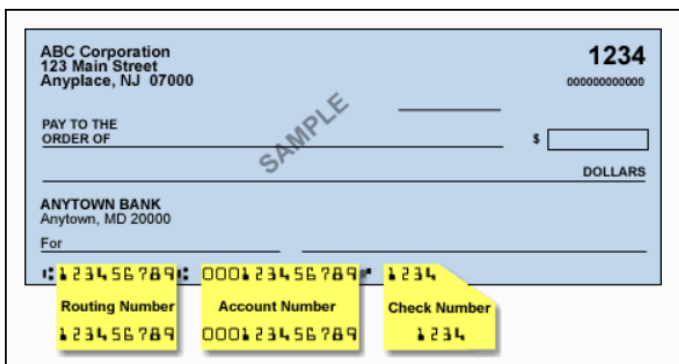 ABC Corporation
123 Main Street
Anyplace, NJ 07000
1234
000000000000
PAY TO THE
ORDER OF
SAMPLE
$
DOLLARS
ANYTOWN BANK
Anytown, MD 20000
For
⑆123456789⑆ 000123456789⑈ 1234
Routing Number Account Number Check Number
123456789 000123456789 1234